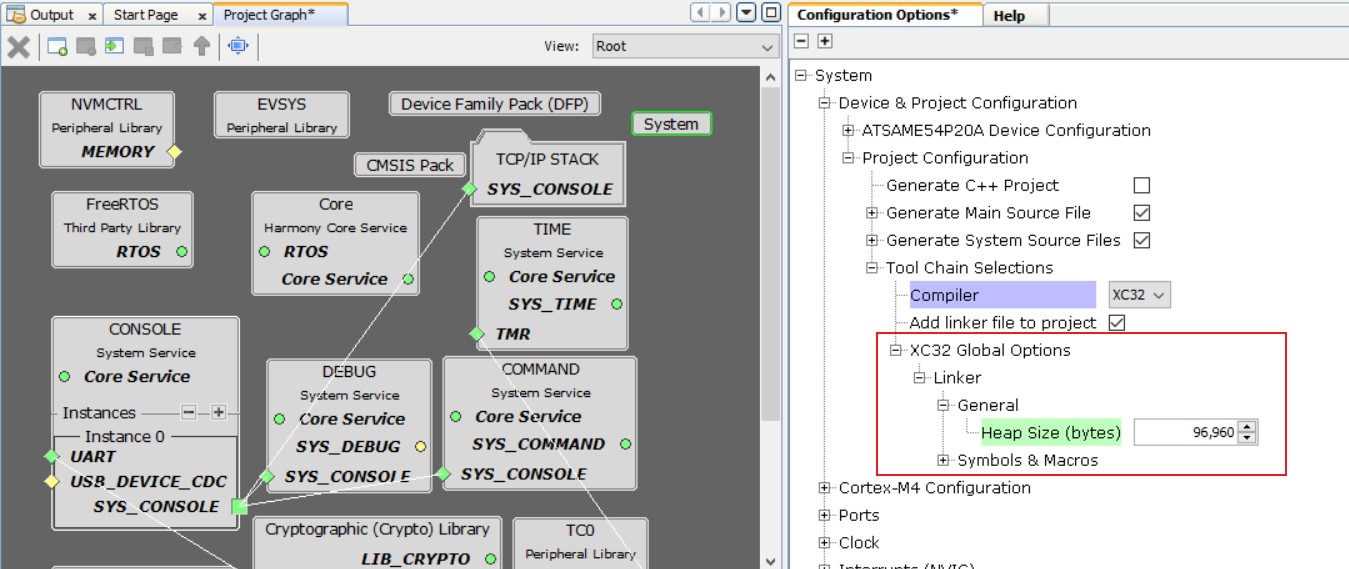 Output x Start Page x Project Graph* x
View: Root
NVMCTRL
Peripheral Library
MEMORY
EVSYS
Peripheral Library
Device Family Pack (DFP)
System
CMSIS Pack
TCP/IP STACK
SYS_CONSOLE
FreeRTOS
Third Party Library
RTOS
Core
Harmony Core Service
RTOS
Core Service
TIME
System Service
Core Service
SYS_TIME
TMR
CONSOLE
System Service
Core Service
Instances
Instance 0
UART
USB_DEVICE_CDC
SYS_CONSOLE
DEBUG
System Service
Core Service
SYS_DEBUG
SYS_CONSOLE
COMMAND
System Service
Core Service
SYS_COMMAND
SYS_CONSOLE
Cryptographic (Crypto) Library
LIB_CRYPTO
TC0
Peripheral Library
Configuration Options* Help
System
Device & Project Configuration
ATSAME54P20A Device Configuration
Project Configuration
Generate C++ Project
Generate Main Source File
Generate System Source Files
Tool Chain Selections
Compiler XC32
Add linker file to project
XC32 Global Options
Linker
General
Heap Size (bytes) 96,960
Symbols & Macros
Cortex-M4 Configuration
Ports
Clock
Interrupts (NVIC)